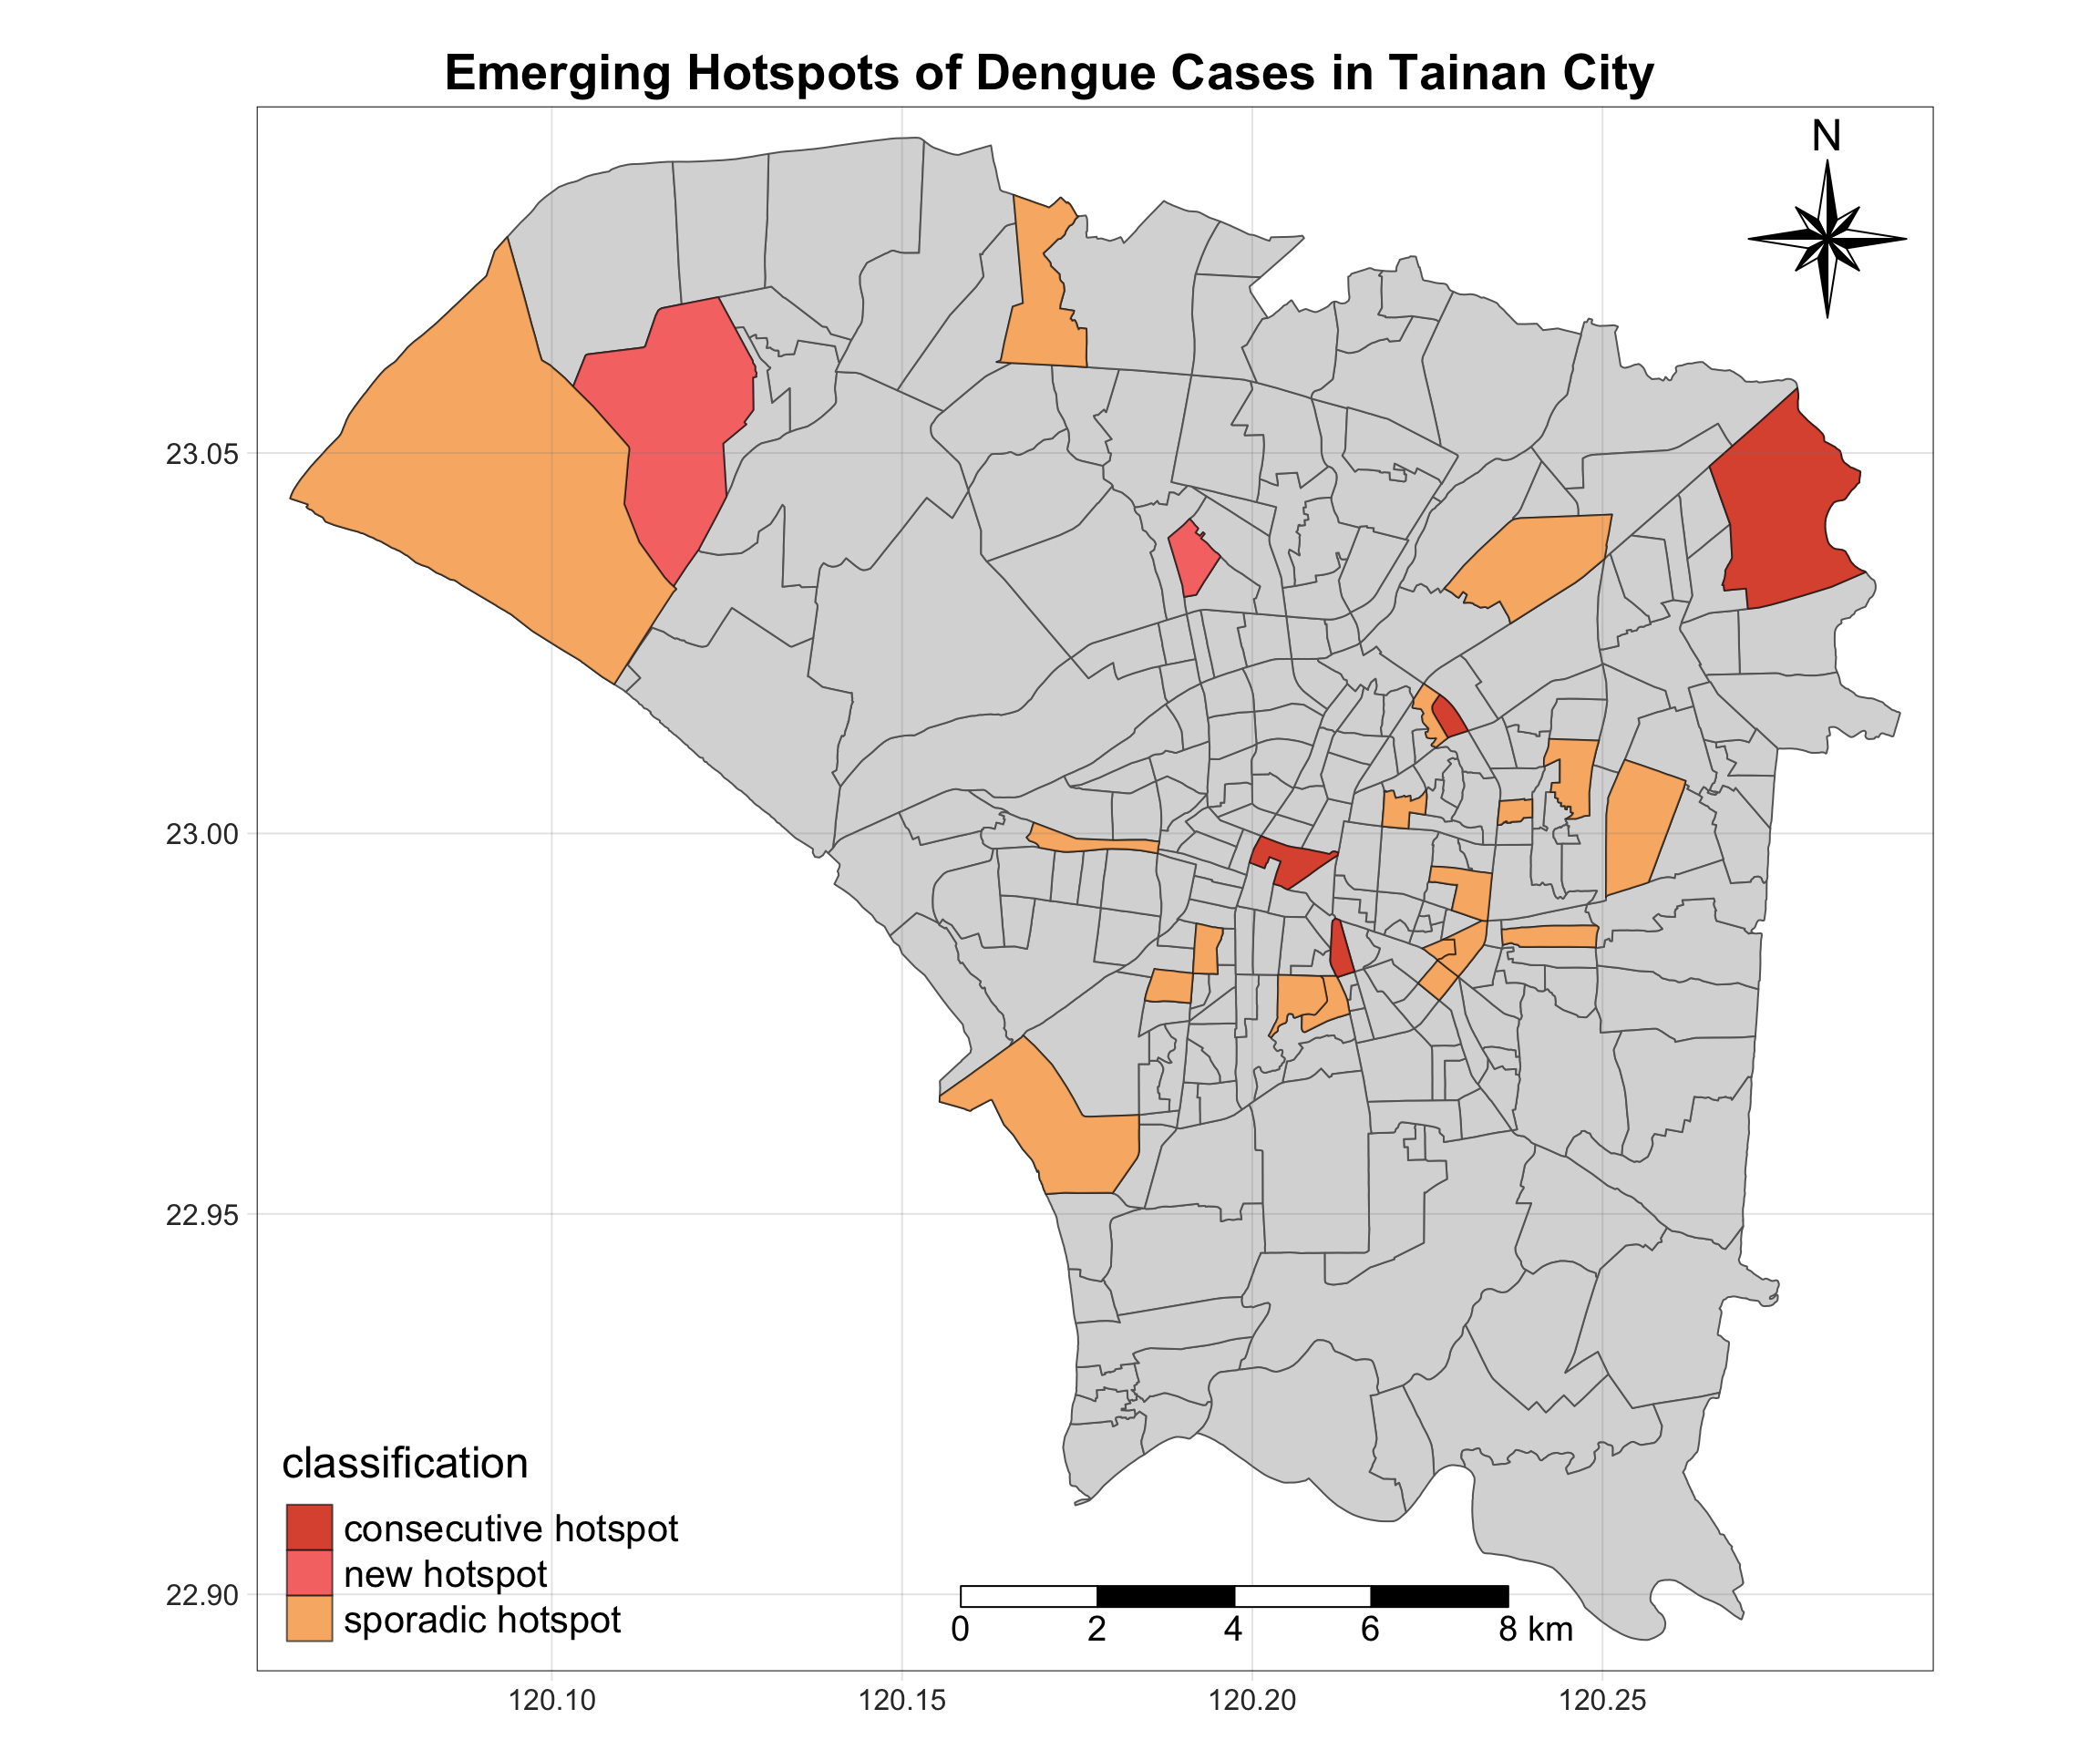 Emerging Hotspots of Dengue Cases in Tainan City
N
23.05
23.00
22.95
22.90
classification
consecutive hotspot
new hotspot
sporadic hotspot
0 2 4 6 8 km
120.10 120.15 120.20 120.25